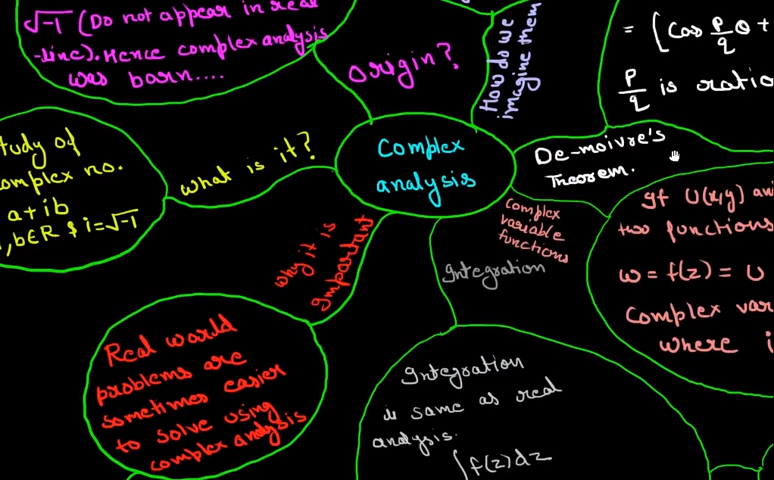 √-1 (Do not appear in real
-line). Hence complex analysis
was born....
origin?
How do we
imagine them
= (Cos p/q θ +
p/q is ratio
Complex
analysis
what is it?
tudy of
omplex no.
a+ib
,b∈R & i=√-1
De-moivre's
Theorem.
complex
variable
functions
If U(x,y) an
two functions
w = f(z) = U
Complex var
where i
why it is
important
Integration
Real world
problems are
sometimes easier
to solve using
complex analysis
Integration
is same as real
analysis.
∫f(z)dz